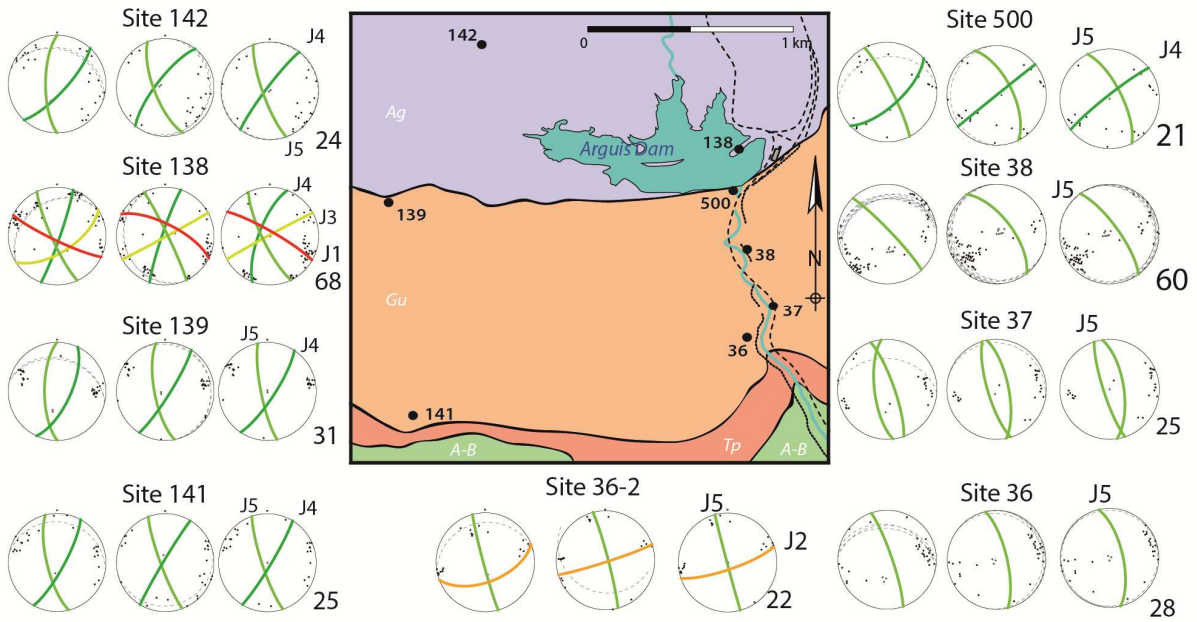 Site 142
J4
24
J5
Site 138
J4
J3
J1
68
Site 139
J5
J4
31
Site 141
J5
J4
25
142
0
1 km
Ag
Arguis Dam
138
139
500
38
N
Gu
37
36
141
A-B
Tp
A-B
Site 36-2
J5
J2
22
Site 500
J5
J4
21
Site 38
J5
60
Site 37
J5
25
Site 36
J5
28